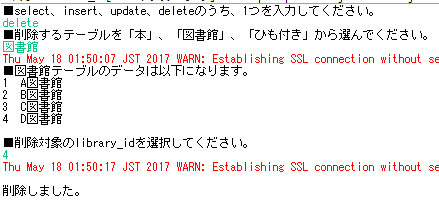 ■select、insert、update、deleteのうち、1つを入力してください。
delete
■削除するテーブルを「本」、「図書館」、「ひも付き」から選んでください。
図書館
Thu May 18 01:50:07 JST 2017 WARN: Establishing SSL connection without se
■図書館テーブルのデータは以下になります。
1 A図書館
2 B図書館
3 C図書館
4 D図書館
■削除対象のlibrary_idを選択してください。
4
Thu May 18 01:50:17 JST 2017 WARN: Establishing SSL connection without se
削除しました。